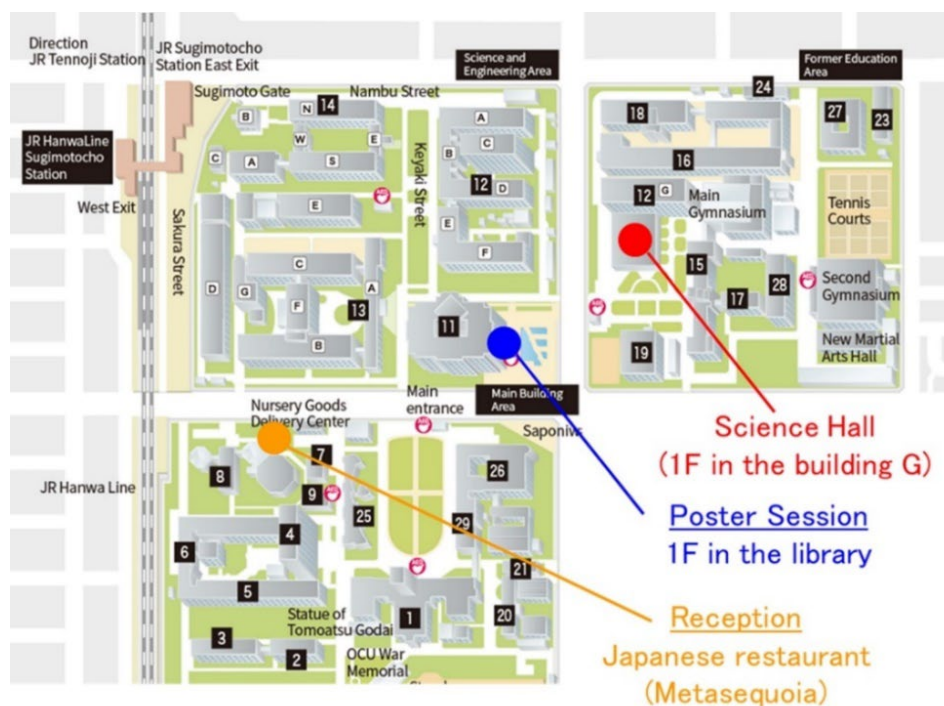 Direction
JR Tennoji Station
JR Sugimotocho
Station East Exit
Science and
Engineering Area
Former Education
Area
Sugimoto Gate
Nambu Street
24
B
N
14
A
18
27
23
JR HanwaLine
Sugimotocho
Station
W
E
C
B
C
A
S
16
Keyaki Street
12
D
12
G
Main
Gymnasium
Tennis
Courts
West Exit
Sakura Street
E
E
F
D
C
A
G
F
13
15
17
28
Second
Gymnasium
11
B
19
New Martial
Arts Hall
Nursery Goods
Delivery Center
Main
entrance
Main Building
Area
Science Hall
(1F in the building G)
JR Hanwa Line
8
7
26
9
25
29
Poster Session
1F in the library
4
6
5
21
Statue of
Tomoatsu Godai
1
20
Reception
Japanese restaurant
(Metasequoia)
3
2
OCU War
Memorial